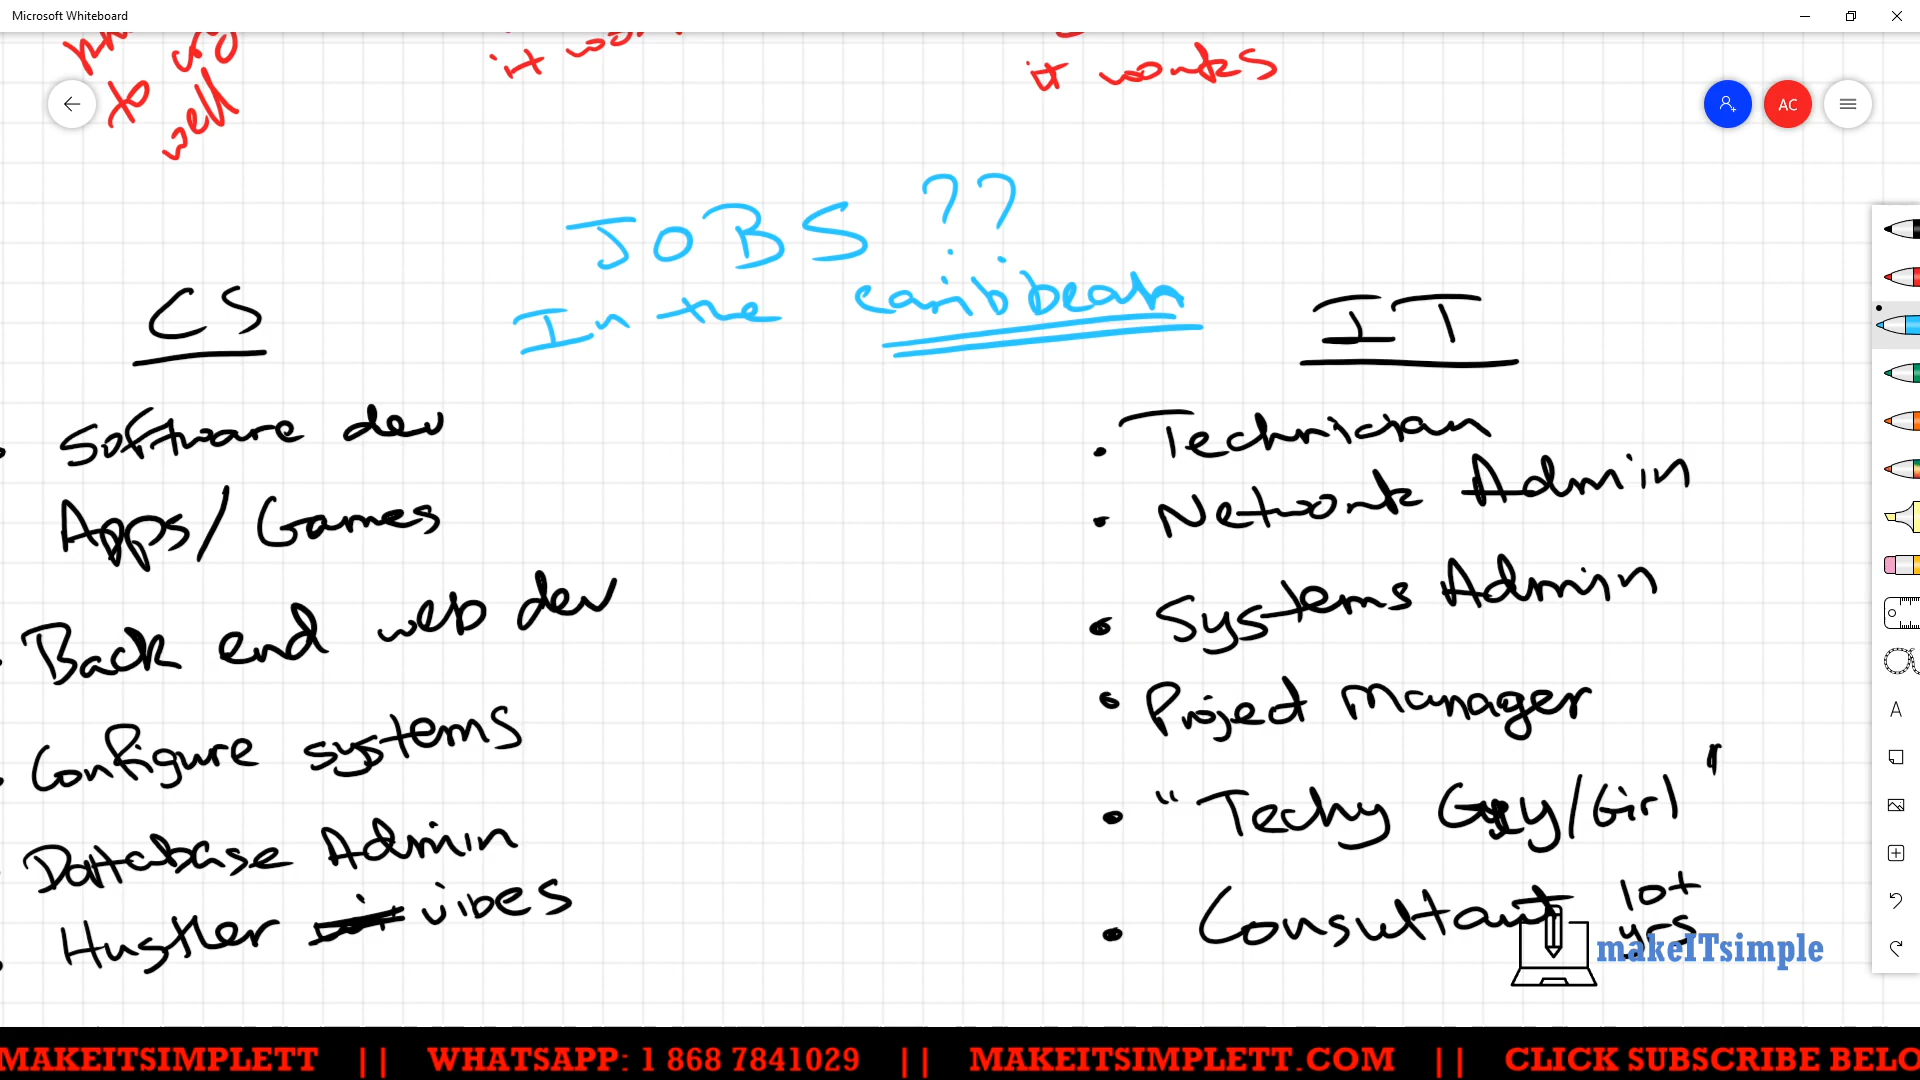 Microsoft Whiteboard
to
well
it
it works
AC
JOBS ??
In the caribbean
CS
Software dev
Apps/Games
Back end web dev
Configure systems
Database Admin
Hustler vibes
IT
• Technician
• Network Admin
• Systems Admin
• Project Manager
• "Techy Guy/Girl"
• Consultant 10+ yrs
makeITsimple
MAKEITSIMPLETT || WHATSAPP: 1 868 7841029 || MAKEITSIMPLETT.COM || CLICK SUBSCRIBE BELO